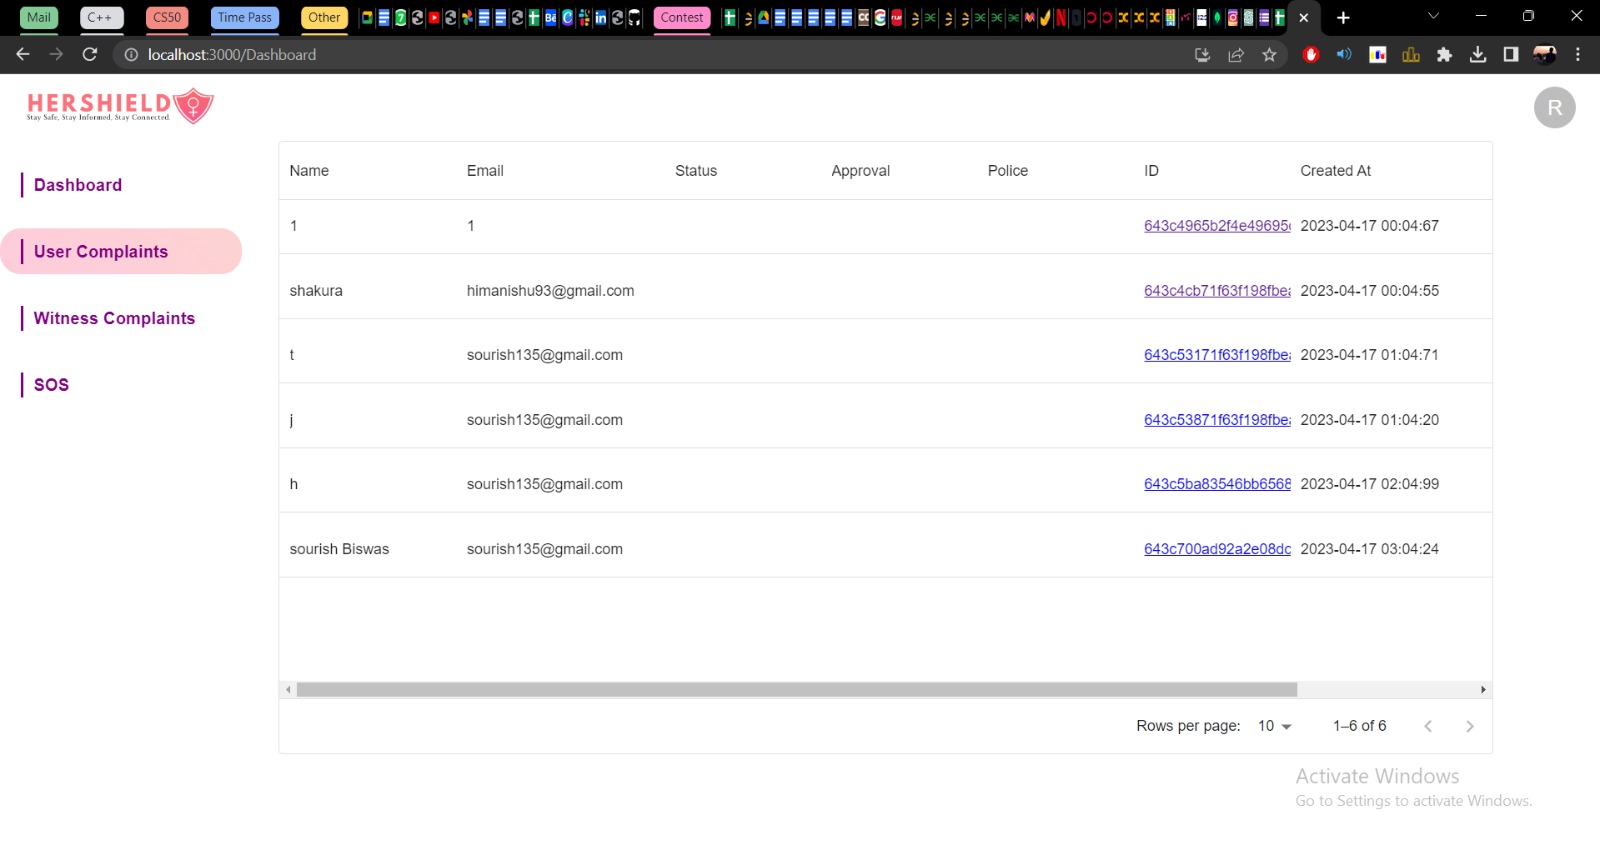 Mail C++ CS50 Time Pass Other Contest
localhost:3000/Dashboard
HERSHIELD
Stay Safe, Stay Informed, Stay Connected.
R
Dashboard
User Complaints
Witness Complaints
SOS
Name Email Status Approval Police ID Created At
1 1 643c4965b2f4e49695 2023-04-17 00:04:67
shakura himanishu93@gmail.com 643c4cb71f63f198fbe 2023-04-17 00:04:55
t sourish135@gmail.com 643c53171f63f198fbe 2023-04-17 01:04:71
j sourish135@gmail.com 643c53871f63f198fbe 2023-04-17 01:04:20
h sourish135@gmail.com 643c5ba83546bb6568 2023-04-17 02:04:99
sourish Biswas sourish135@gmail.com 643c700ad92a2e08dc 2023-04-17 03:04:24
Rows per page: 10 1–6 of 6
Activate Windows
Go to Settings to activate Windows.